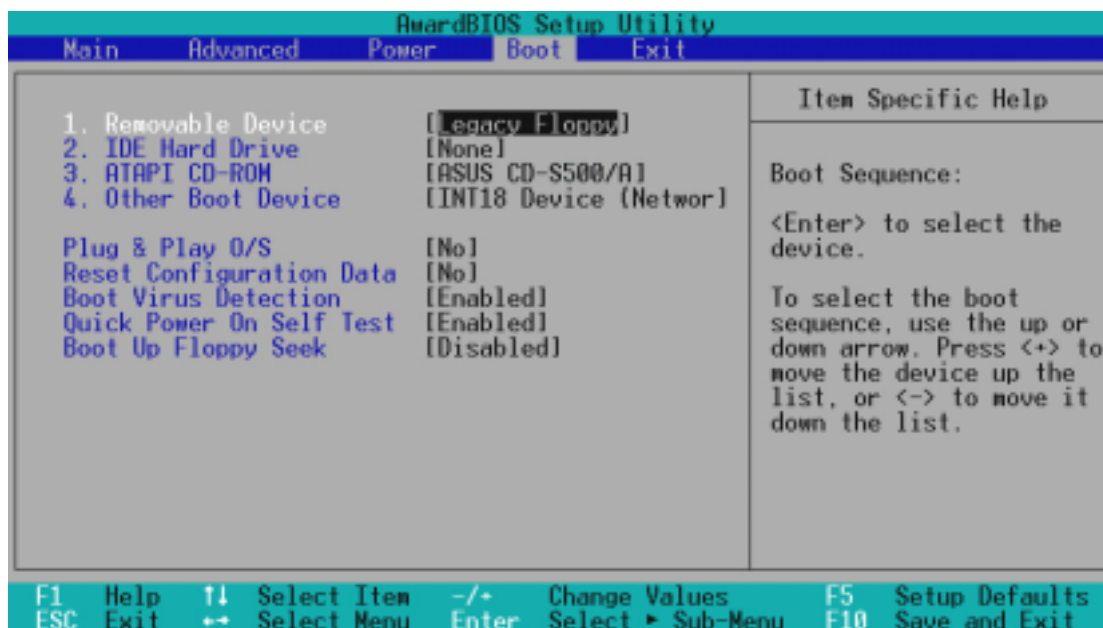 AwardBIOS Setup Utility
Main Advanced Power Boot Exit
1. Removable Device [Legacy Floppy]
2. IDE Hard Drive [None]
3. ATAPI CD-ROM [ASUS CD-S500/A]
4. Other Boot Device [INT18 Device (Networ]
Plug & Play O/S [No]
Reset Configuration Data [No]
Boot Virus Detection [Enabled]
Quick Power On Self Test [Enabled]
Boot Up Floppy Seek [Disabled]
Item Specific Help
Boot Sequence:
<Enter> to select the
device.
To select the boot
sequence, use the up or
down arrow. Press <+> to
move the device up the
list, or <-> to move it
down the list.
F1 Help ↑↓ Select Item -/+ Change Values F5 Setup Defaults
ESC Exit ←→ Select Menu Enter Select ► Sub-Menu F10 Save and Exit